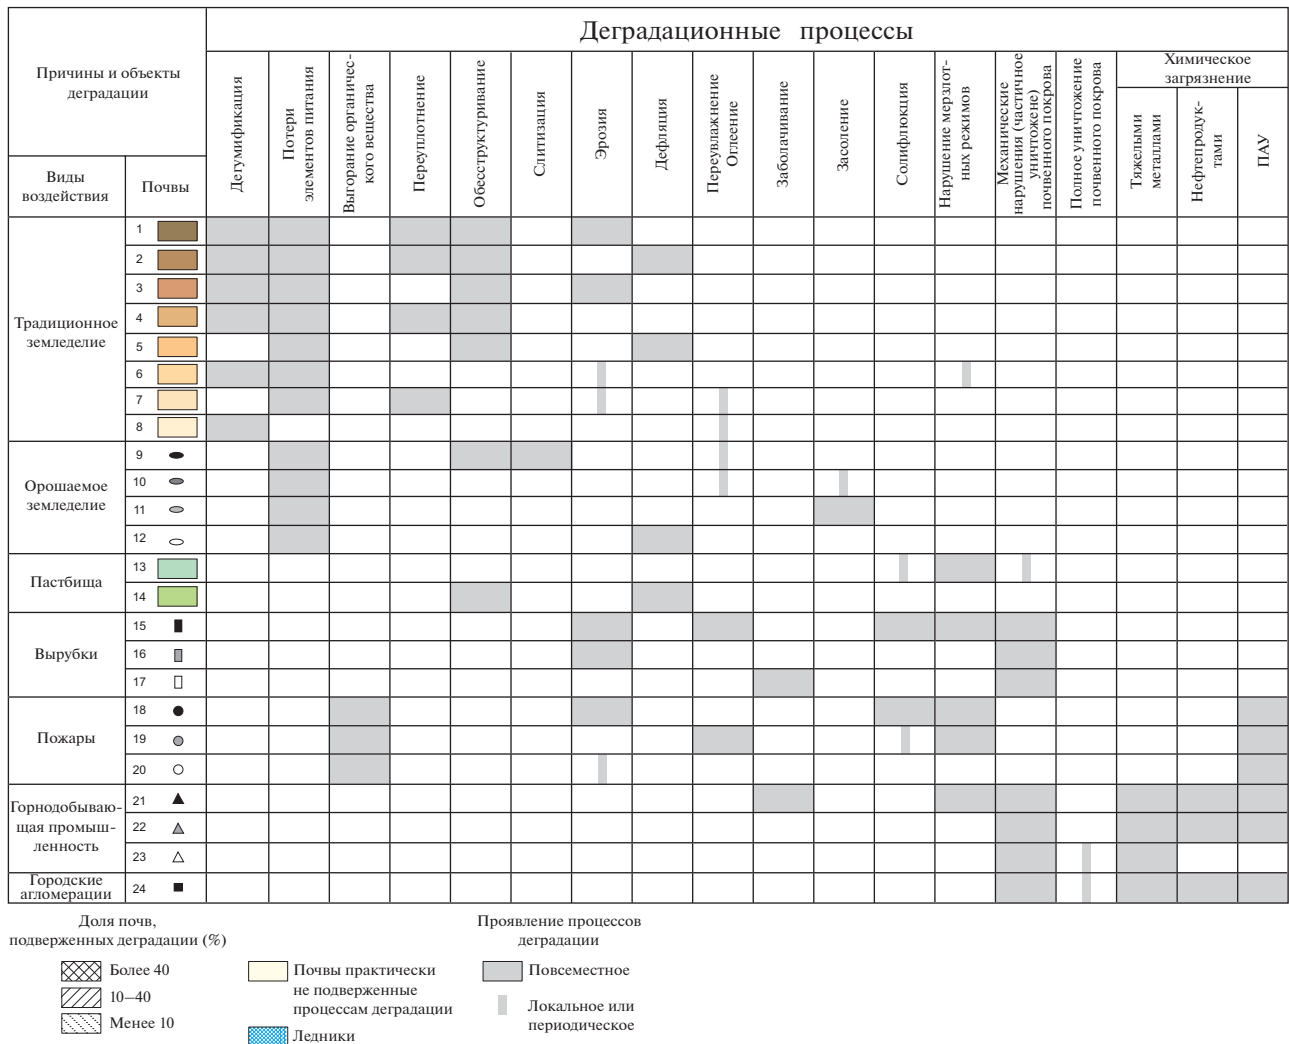 Деградационные процессы
Причины и объекты
деградации
Виды
воздействия
Почвы
Дегумификация
Потери
элементов питания
Выгорание органичес-
кого вещества
Переуплотнение
Обесструктуривание
Слитизация
Эрозия
Дефляция
Переувлажнение
Оглеение
Заболачивание
Засоление
Солифлюкция
Нарушение мерзлот-
ных режимов
Механические
нарушения (частичное
уничтожене)
почвенного покрова
Полное уничтожение
почвенного покрова
Химическое
загрязнение
Тяжелыми
металлами
Нефтепродук-
тами
ПАУ
Традиционное
земледелие
1
2
3
4
5
6
7
8
Орошаемое
земледелие
9
10
11
12
Пастбища
13
14
Вырубки
15
16
17
Пожары
18
19
20
Горнодобываю-
щая промыш-
ленность
21
22
23
Городские
агломерации
24
Доля почв,
подверженных деградации (%)
Более 40
10–40
Менее 10
Почвы практически
не подверженные
процессам деградации
Ледники
Проявление процессов
деградации
Повсеместное
Локальное или
периодическое